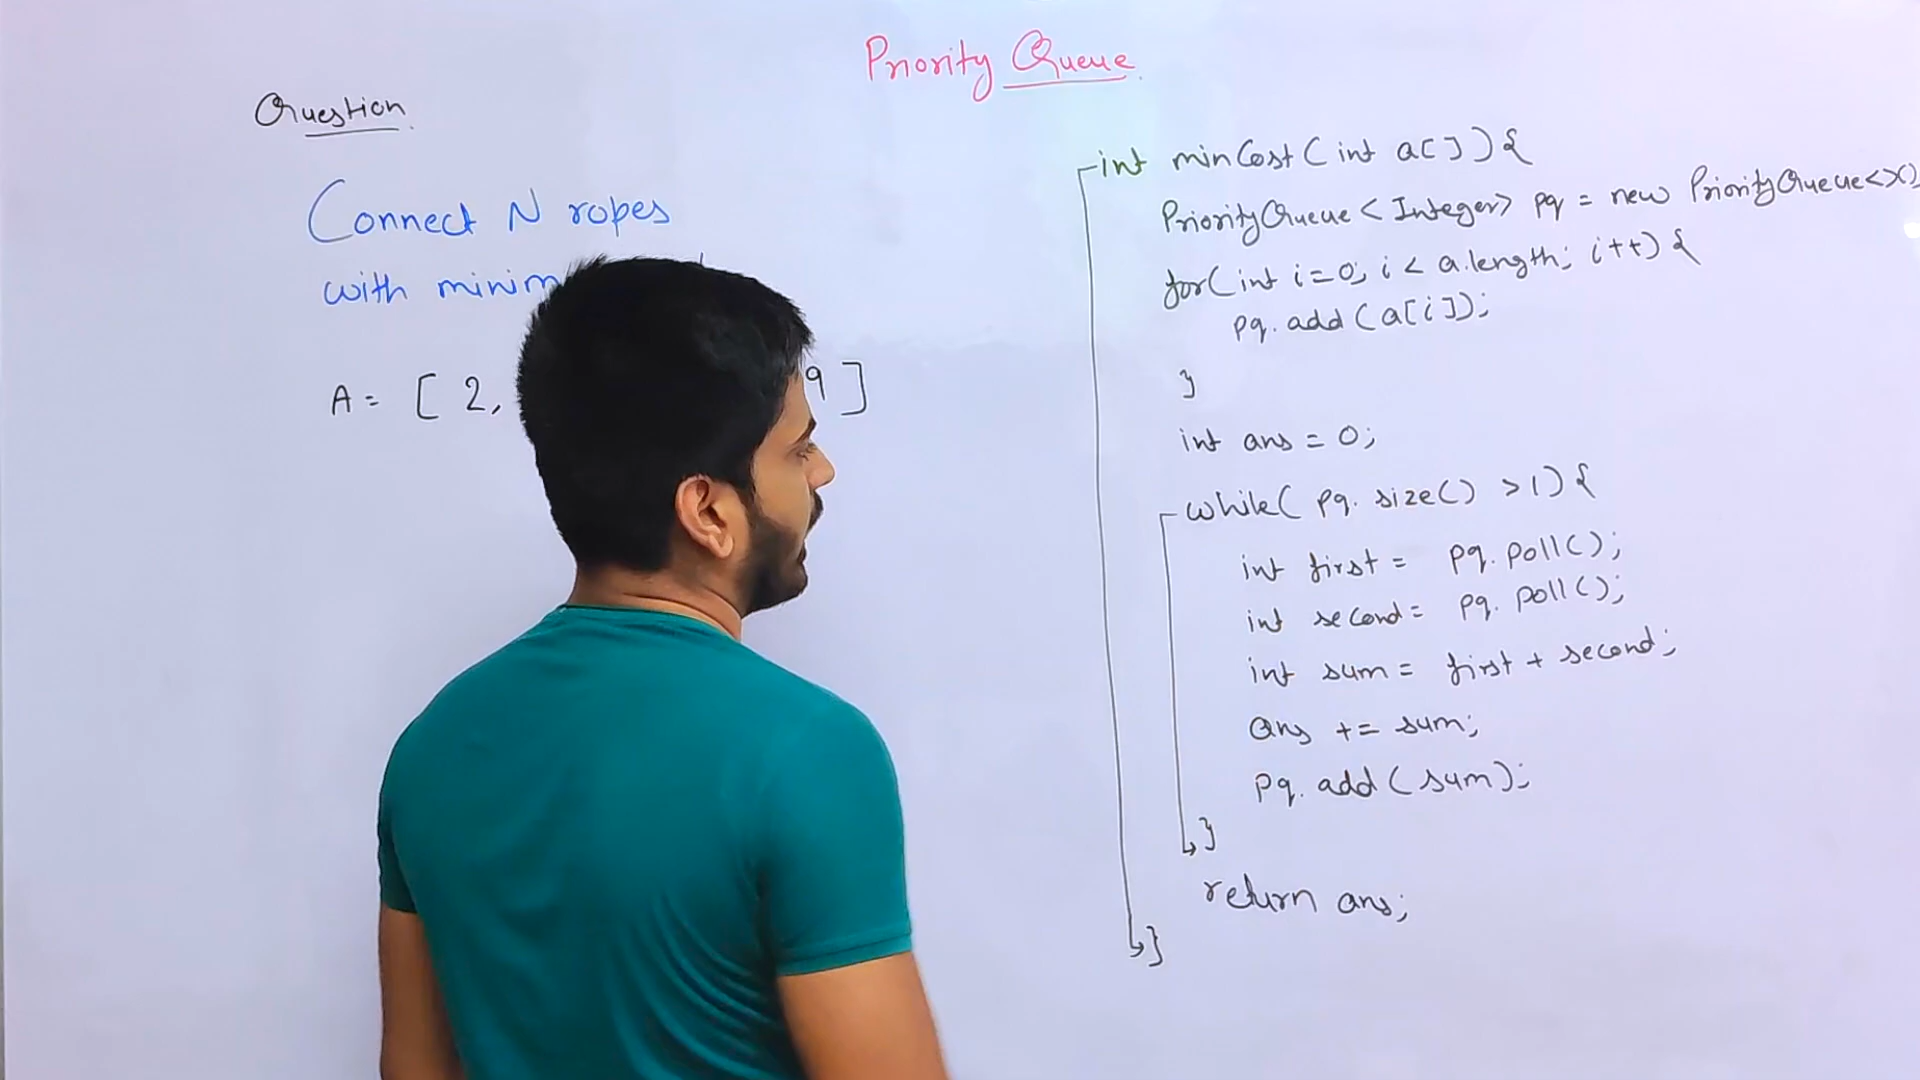 Priority Queue
Question
Connect N ropes
with
A = [ 2, 9 ]
int minCost ( int a[] ) {
PriorityQueue < Integer> pq = new PriorityQueue<>()
for( int i=0; i < a.length; i++) {
pq. add (a[i]);
}
int ans = 0;
while( pq. size() >1) {
int first = pq. poll();
int second = pq. poll();
int sum = first + second;
ans += sum;
pq. add ( sum);
}
return ans;
}